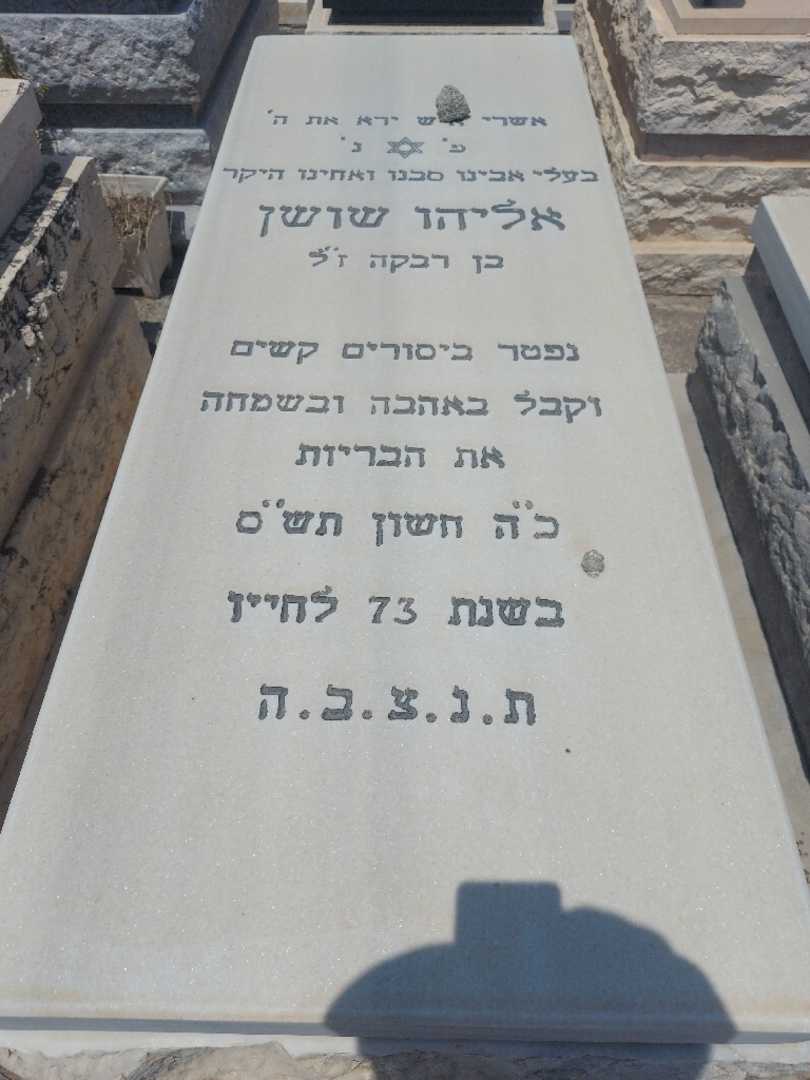 אשרי איש ירא את ה'
פ' נ'
בעלי אבינו סבנו ואחינו היקר
אליהו שושן
בן רבקה ז"ל
נפטר ביסורים קשים
וקבל באהבה ובשמחה
את הבריות
כ"ה חשון תש"ס
בשנת 73 לחייו
ת.נ.צ.ב.ה